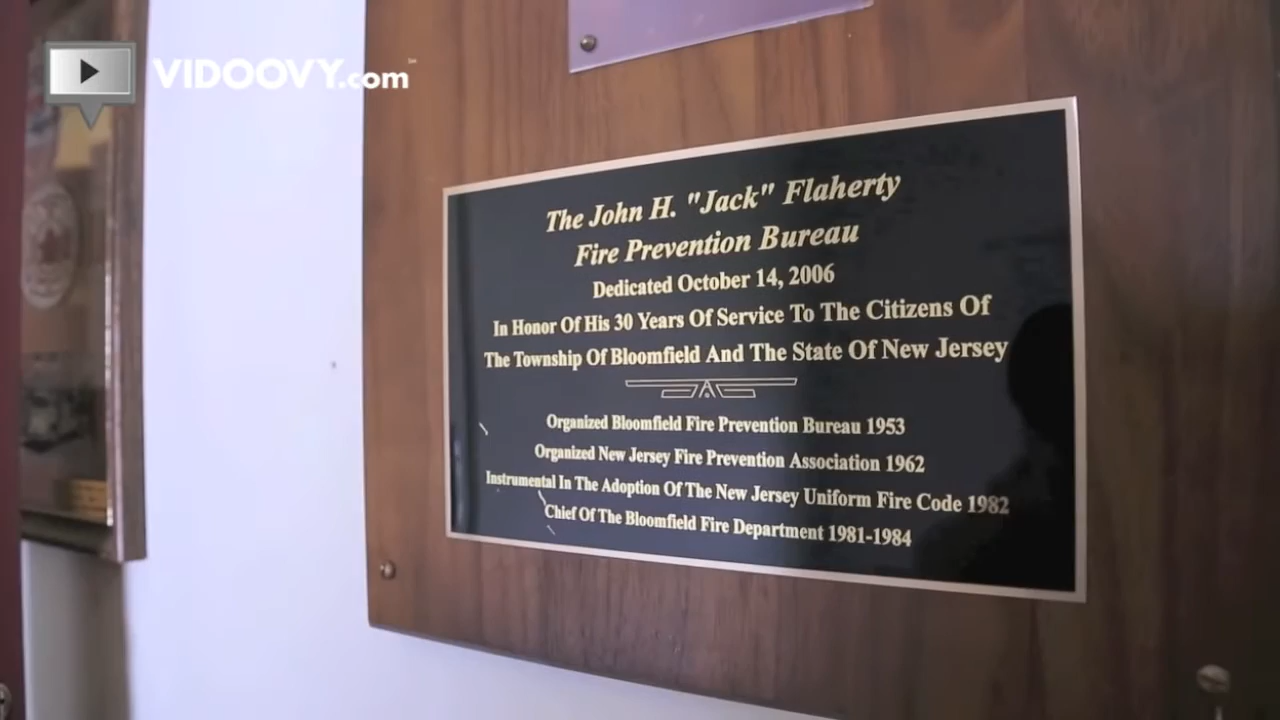 VIDOOVY.com
The John H. "Jack" Flaherty
Fire Prevention Bureau
Dedicated October 14, 2006
In Honor Of His 30 Years Of Service To The Citizens Of
The Township Of Bloomfield And The State Of New Jersey
Organized Bloomfield Fire Prevention Bureau 1953
Organized New Jersey Fire Prevention Association 1962
Instrumental In The Adoption Of The New Jersey Uniform Fire Code 1982
Chief Of The Bloomfield Fire Department 1981-1984